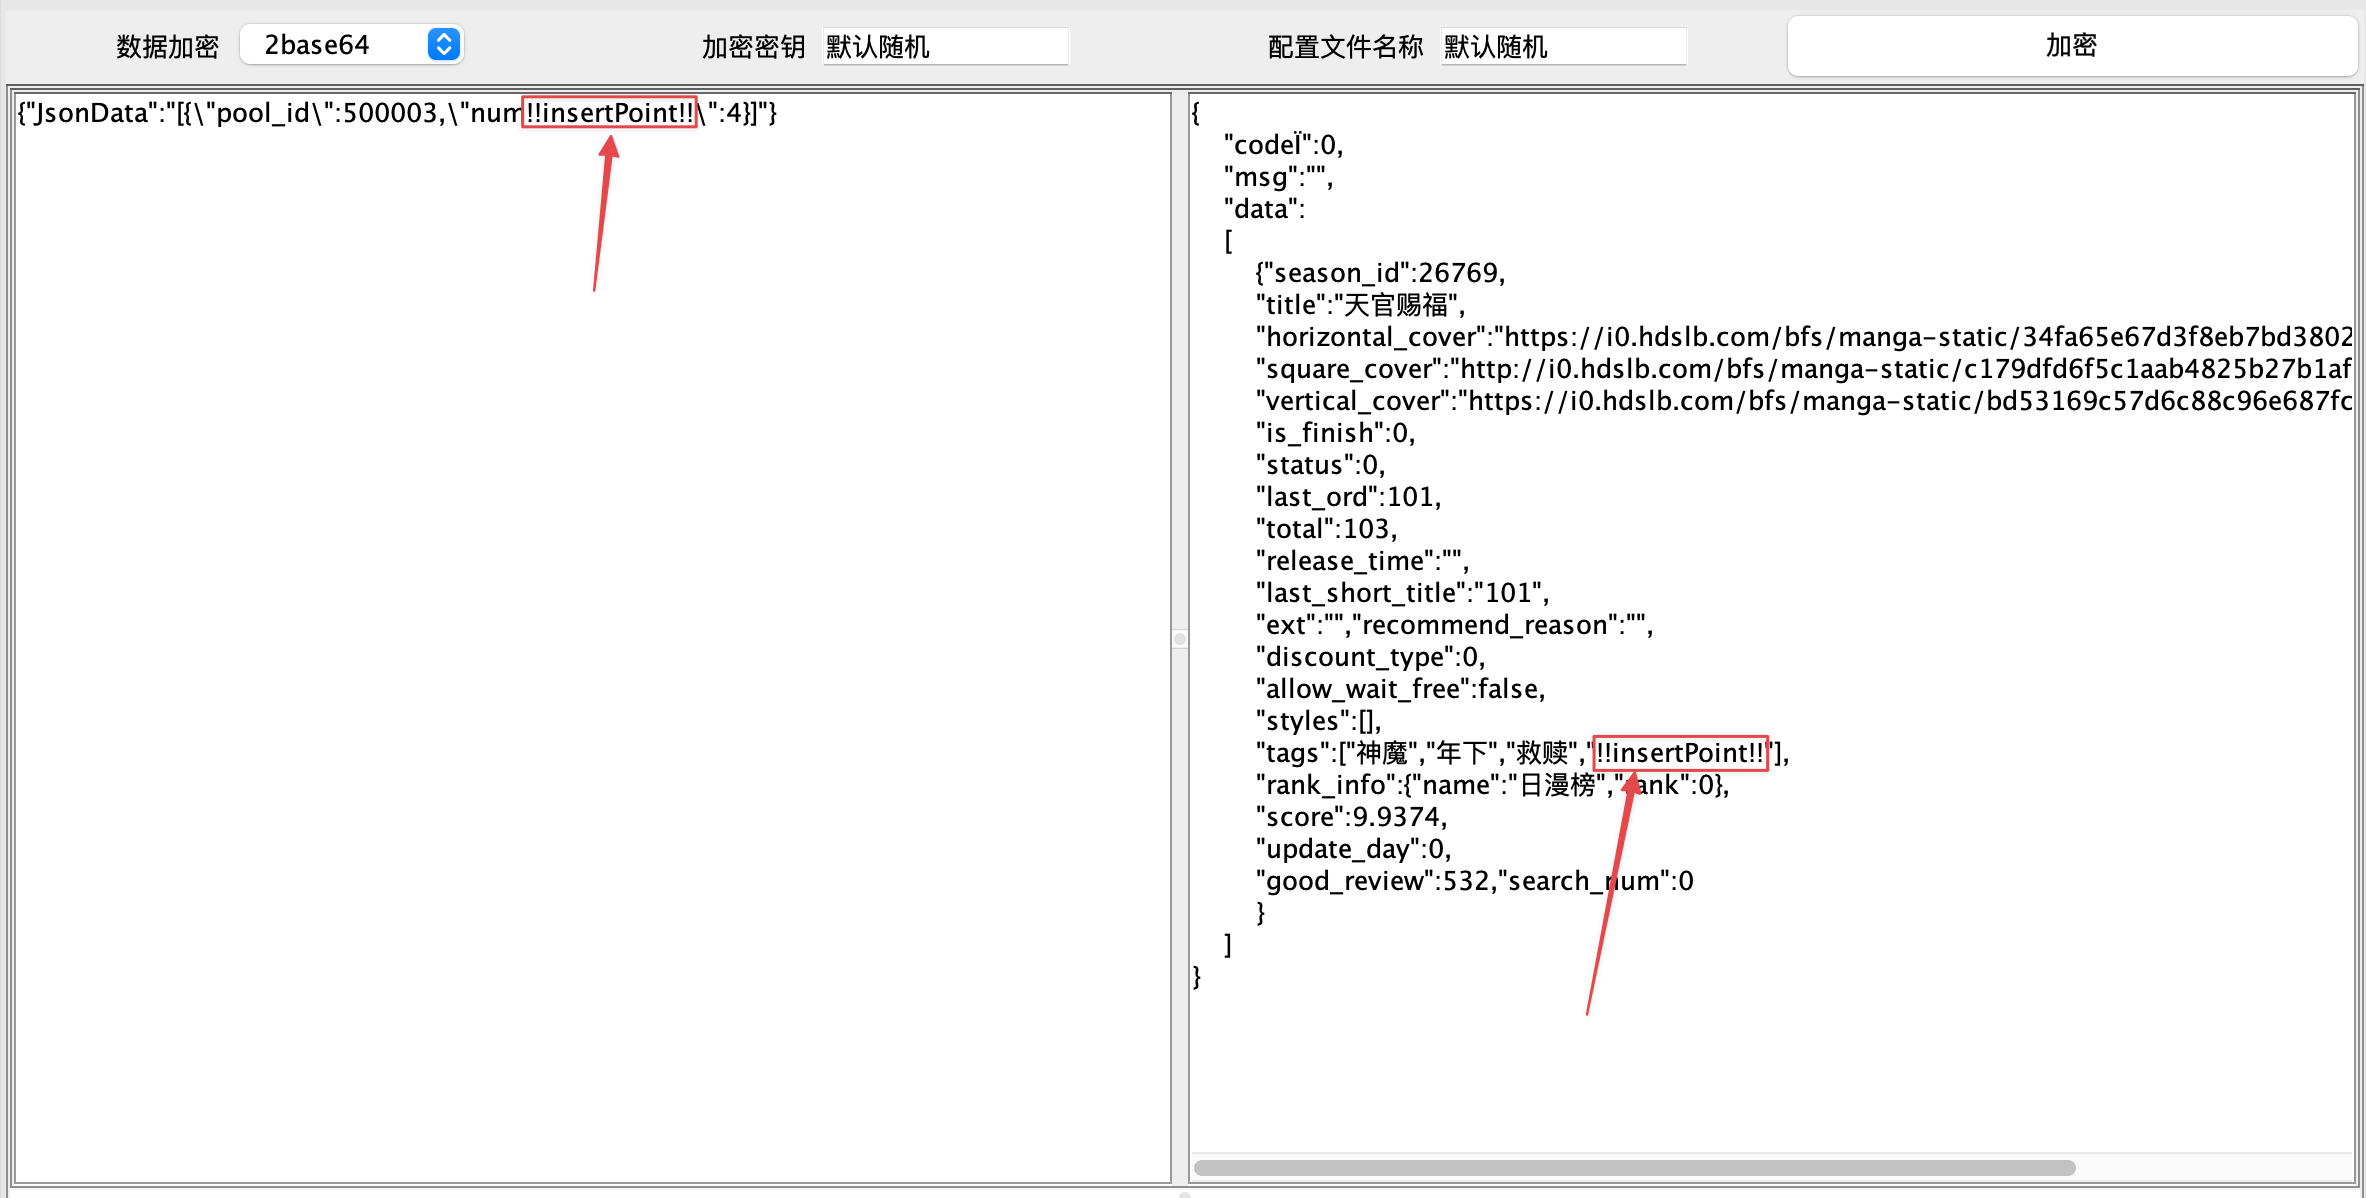 数据加密 2base64 加密密钥 默认随机 配置文件名称 默认随机 加密
{"JsonData":"[{\"pool_id\":500003,\"num!!insertPoint!!\":4}]"}
{
"codeÏ":0,
"msg":"",
"data":
[
{"season_id":26769,
"title":"天官赐福",
"horizontal_cover":"https://i0.hdslb.com/bfs/manga-static/34fa65e67d3f8eb7bd3802
"square_cover":"http://i0.hdslb.com/bfs/manga-static/c179dfd6f5c1aab4825b27b1af
"vertical_cover":"https://i0.hdslb.com/bfs/manga-static/bd53169c57d6c88c96e687fc
"is_finish":0,
"status":0,
"last_ord":101,
"total":103,
"release_time":"",
"last_short_title":"101",
"ext":"","recommend_reason":"",
"discount_type":0,
"allow_wait_free":false,
"styles":[],
"tags":["神魔","年下","救赎","!!insertPoint!!"],
"rank_info":{"name":"日漫榜","rank":0},
"score":9.9374,
"update_day":0,
"good_review":532,"search_num":0
}
]
}